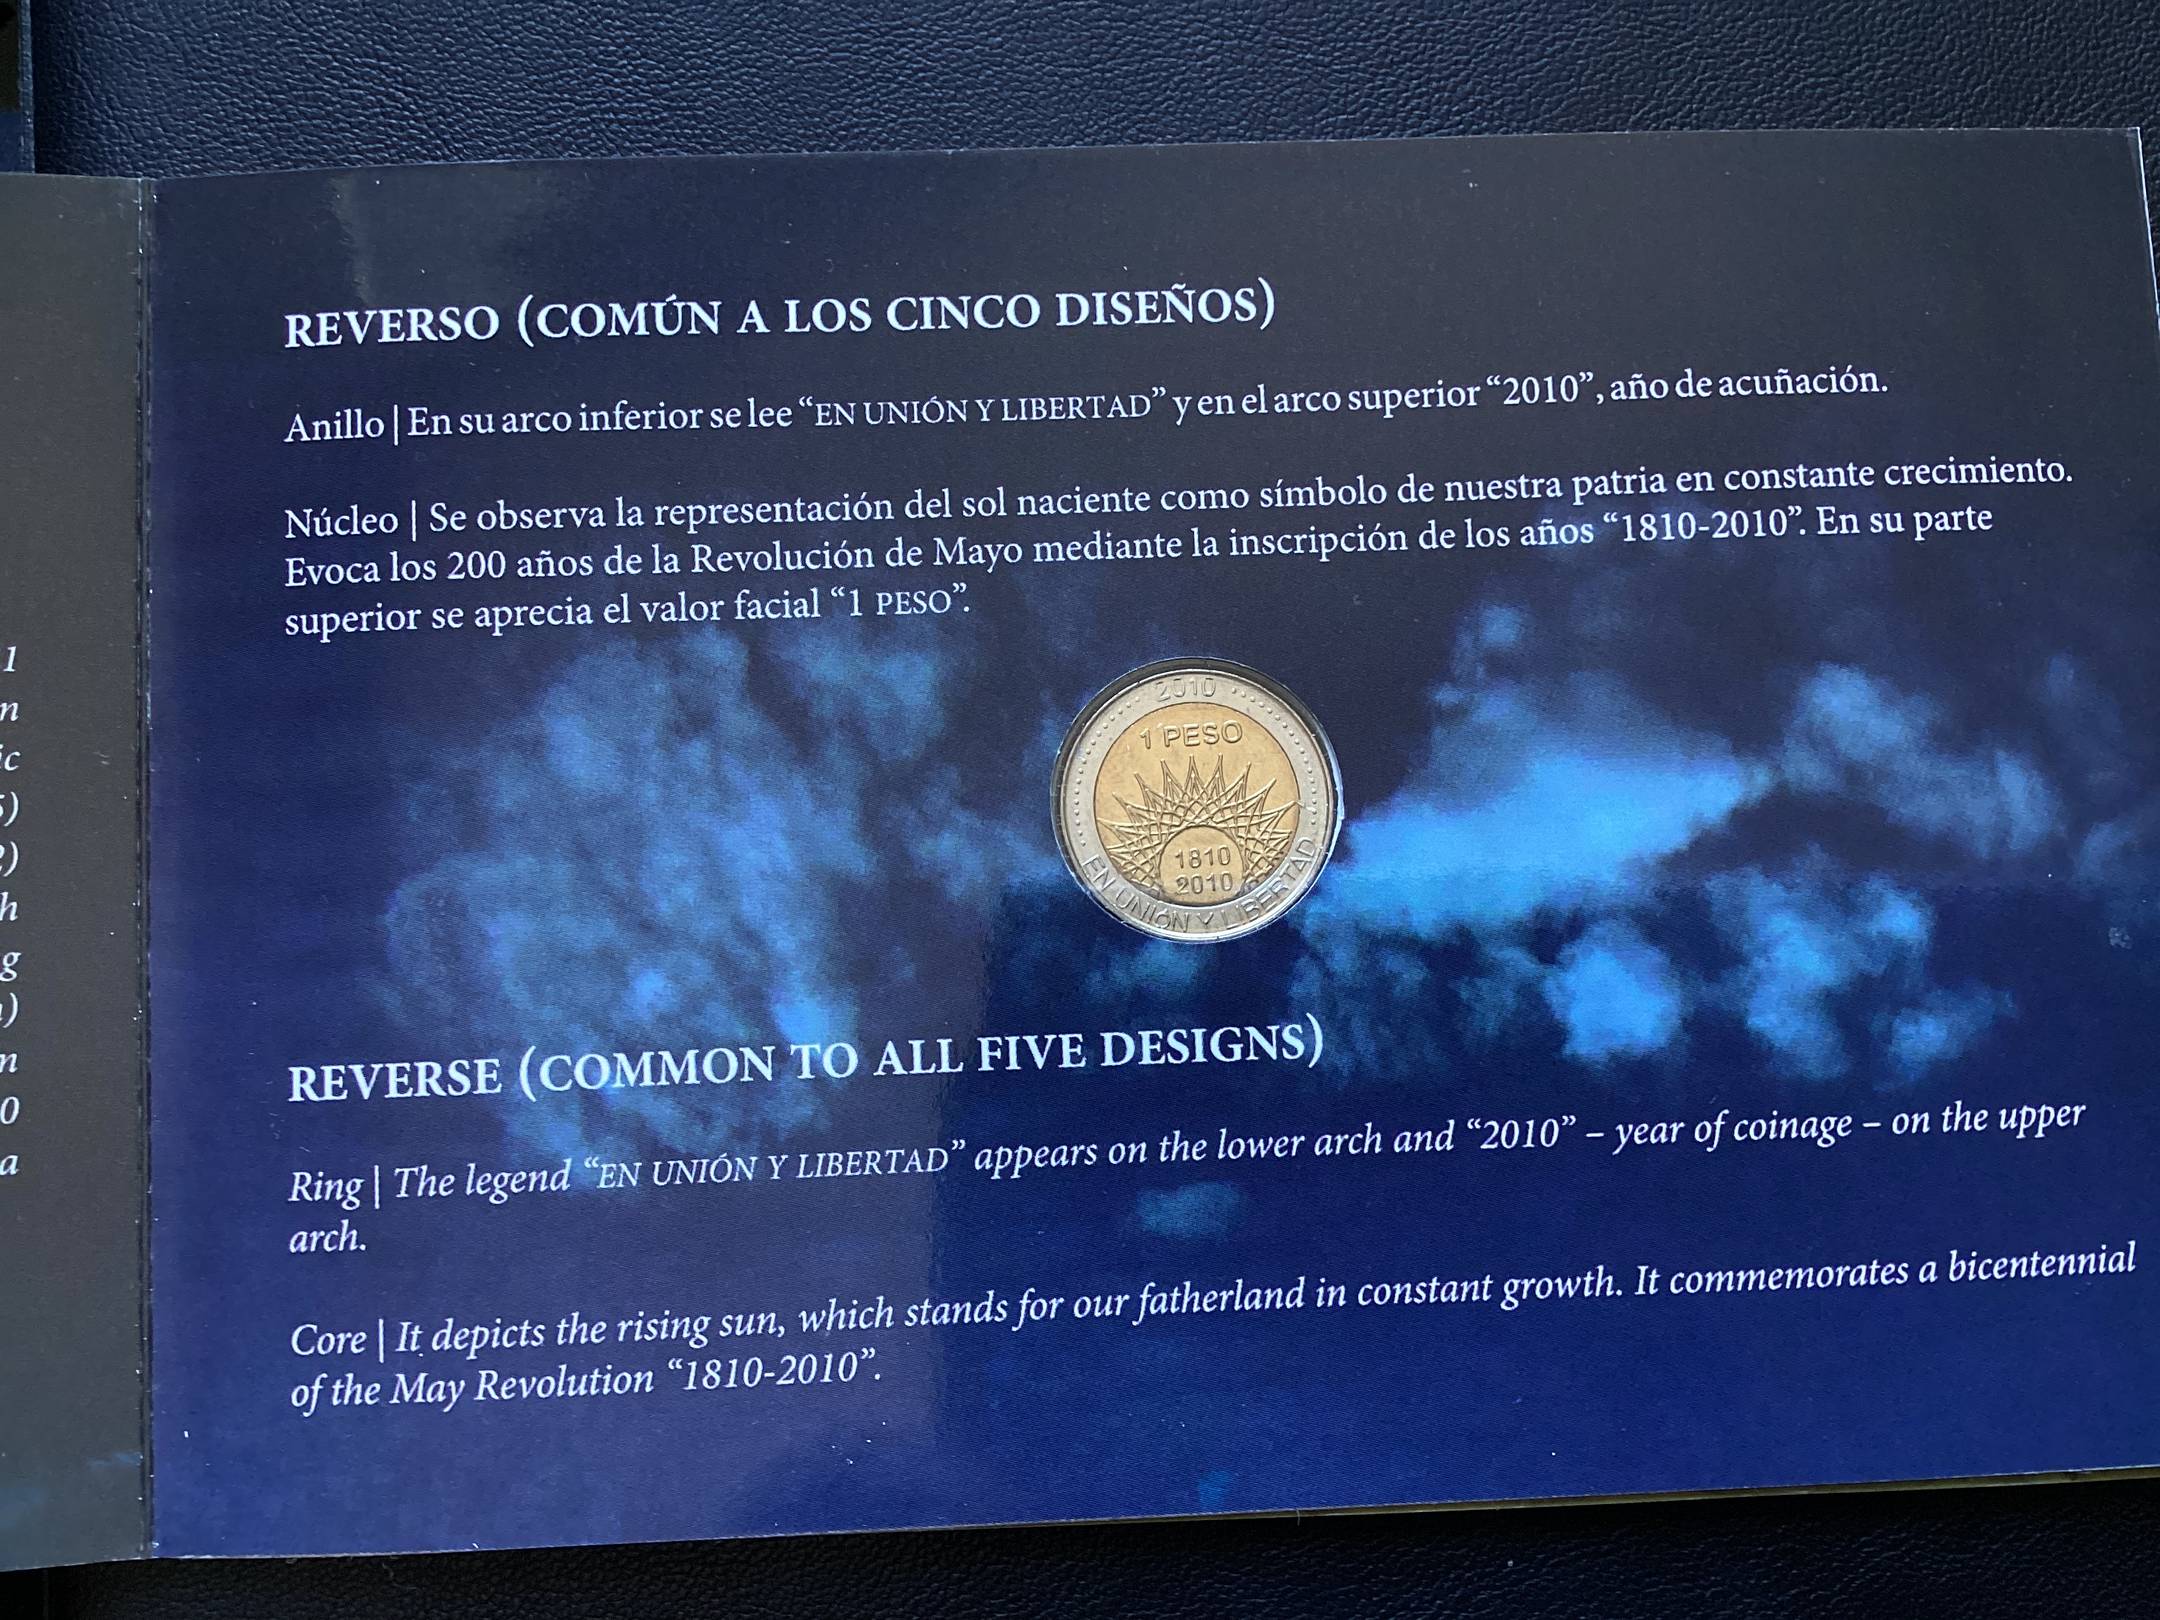 REVERSO (COMÚN A LOS CINCO DISEÑOS)
Anillo | En su arco inferior se lee “EN UNIÓN Y LIBERTAD” y en el arco superior “2010”, año de acuñación.
Núcleo | Se observa la representación del sol naciente como símbolo de nuestra patria en constante crecimiento.
Evoca los 200 años de la Revolución de Mayo mediante la inscripción de los años “1810-2010”. En su parte
superior se aprecia el valor facial “1 PESO”.
2010
1 PESO
1810
2010
EN UNIÓN Y LIBERTAD
REVERSE (COMMON TO ALL FIVE DESIGNS)
Ring | The legend “EN UNIÓN Y LIBERTAD” appears on the lower arch and “2010” – year of coinage – on the upper
arch.
Core | It depicts the rising sun, which stands for our fatherland in constant growth. It commemorates a bicentennial
of the May Revolution “1810-2010”.